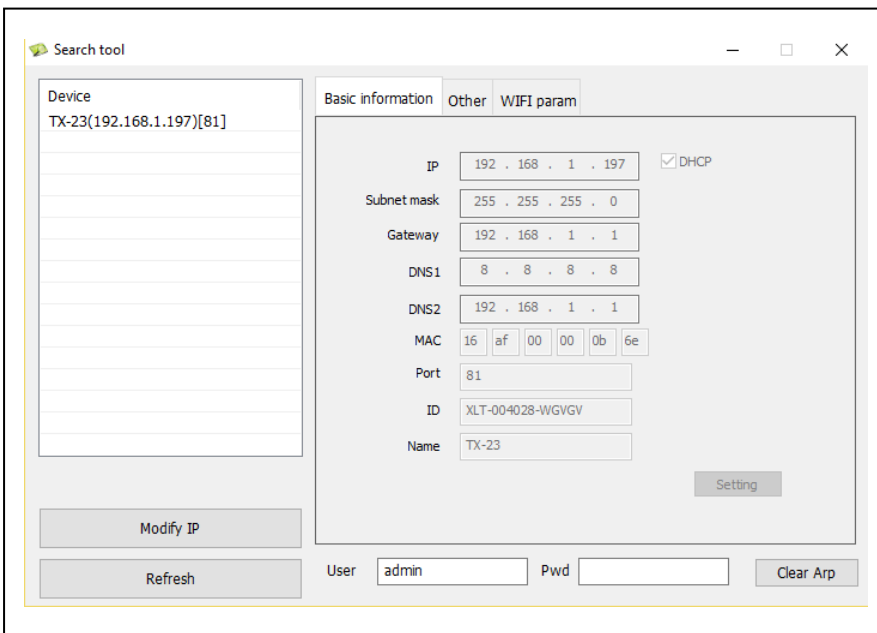 Search tool
Device
TX-23(192.168.1.197)[81]
Modify IP
Refresh
Basic information Other WIFI param
IP 192 . 168 . 1 . 197 DHCP
Subnet mask 255 . 255 . 255 . 0
Gateway 192 . 168 . 1 . 1
DNS1 8 . 8 . 8 . 8
DNS2 192 . 168 . 1 . 1
MAC 16 af 00 00 0b 6e
Port 81
ID XLT-004028-WGVGV
Name TX-23
Setting
User admin Pwd Clear Arp